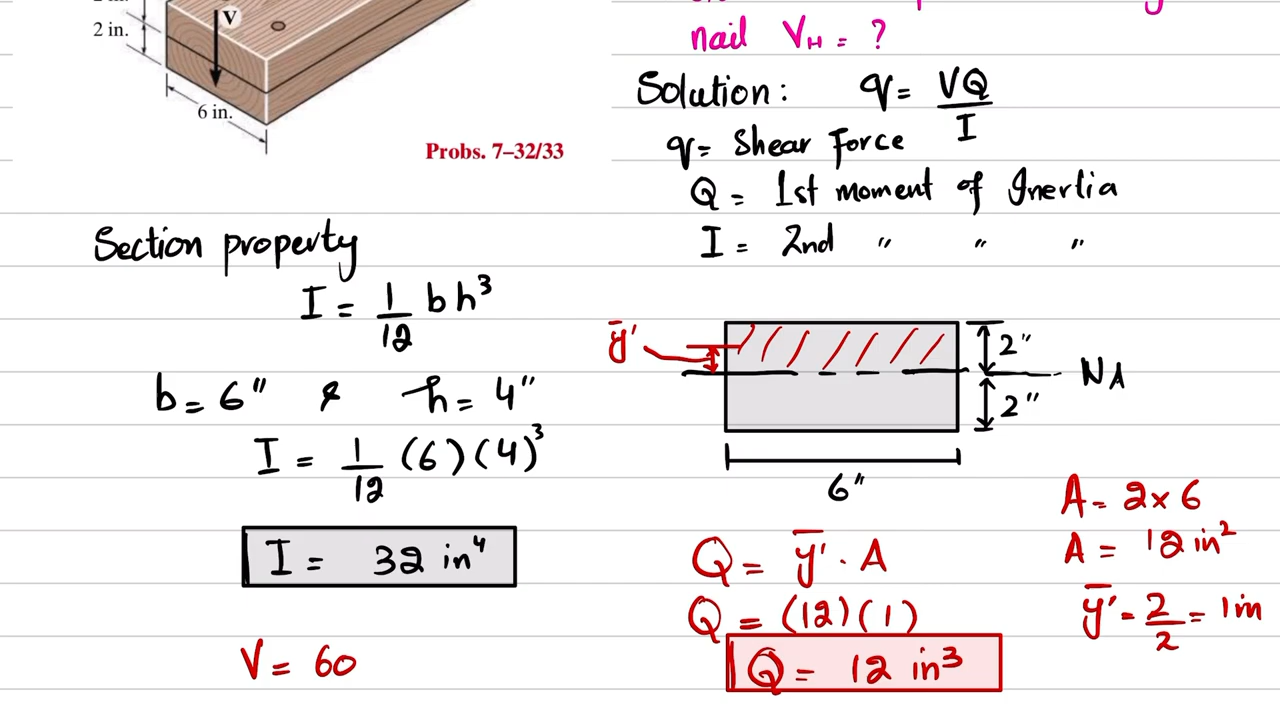 nail V_H = ?
2 in.
V
6 in.
Probs. 7–32/33
Solution: q = VQ / I
q = Shear Force
Q = 1st moment of Inertia
I = 2nd " " "
Section property
I = 1/12 bh³
b = 6" & h = 4"
I = 1/12 (6)(4)³
I = 32 in⁴
V = 60
y̅'
2"
NA
2"
6"
A = 2×6
A = 12 in²
y̅' = 2/2 = 1 in
Q = y̅' . A
Q = (12)(1)
Q = 12 in³